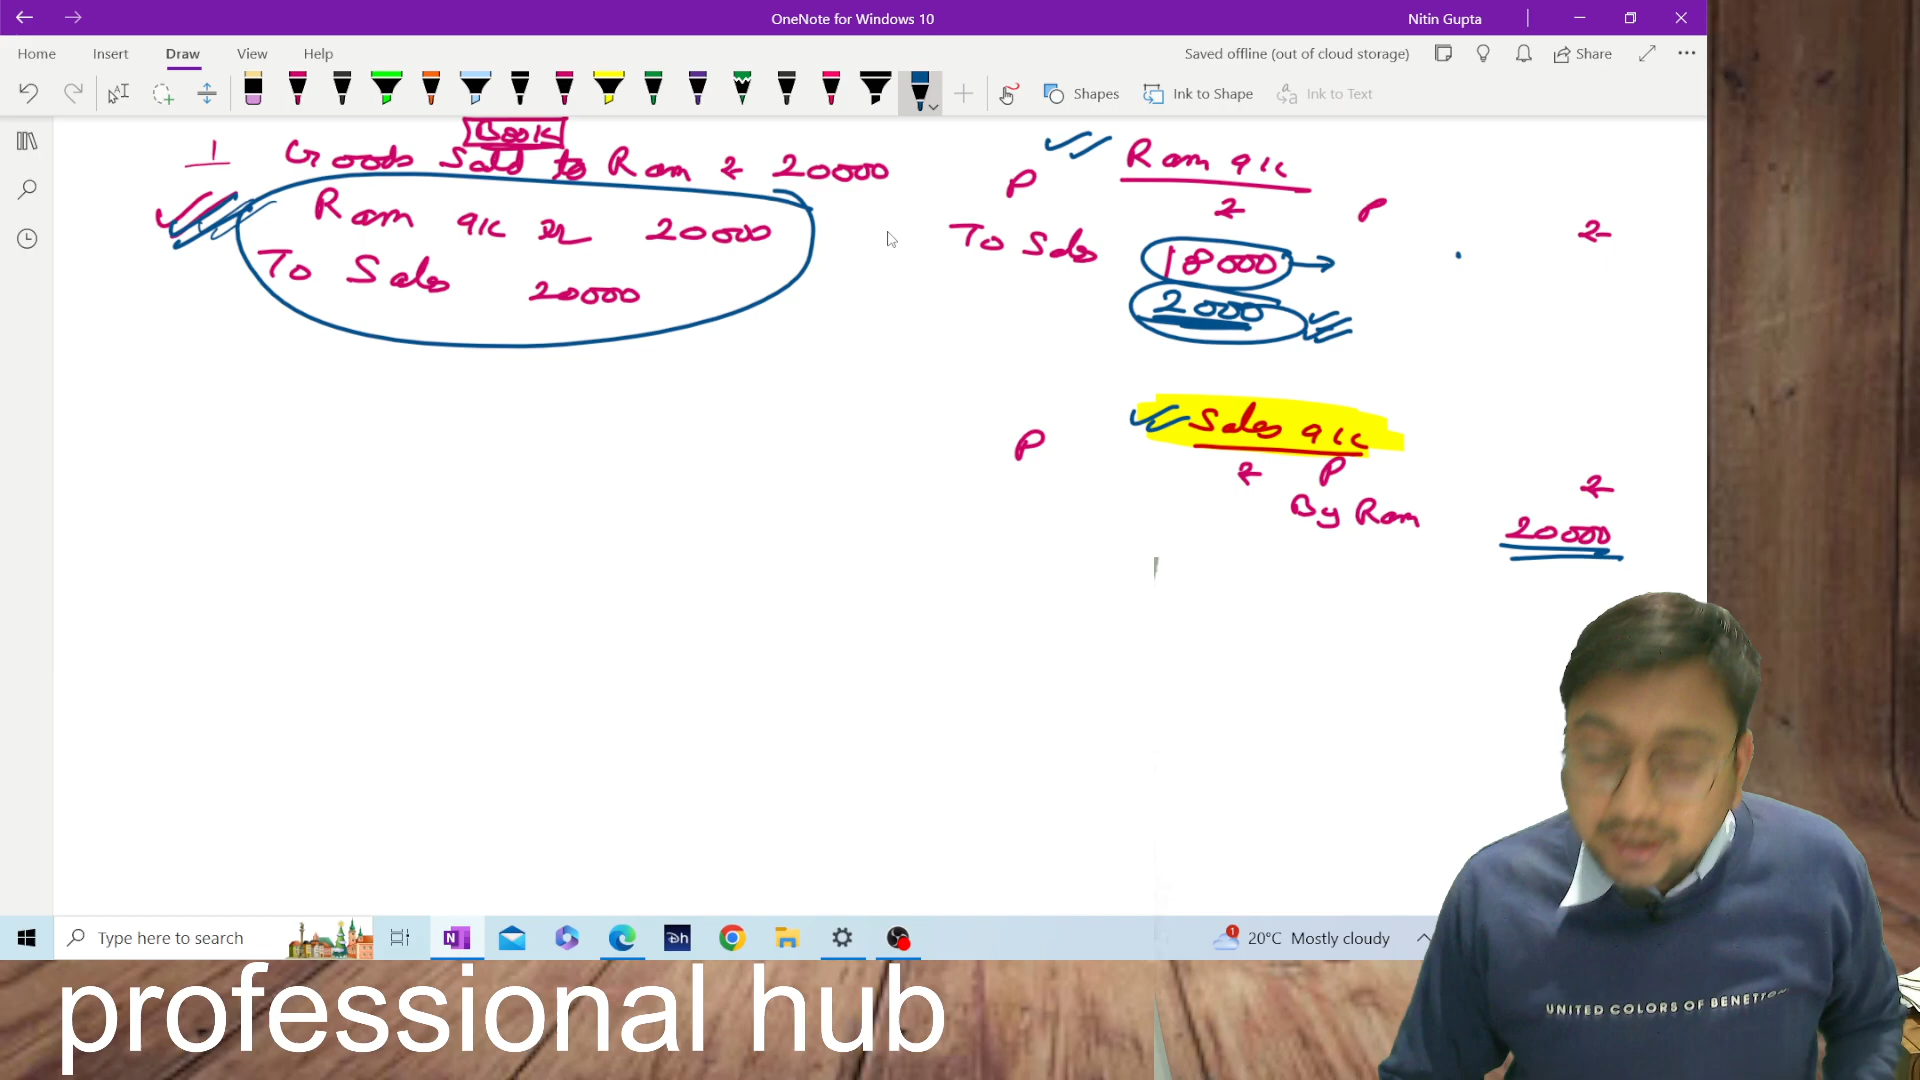 OneNote for Windows 10
Nitin Gupta
Home Insert Draw View Help
Saved offline (out of cloud storage)
Share
Shapes
Ink to Shape
Ink to Text
Book
1 Goods Sold to Ram ₹ 20000
Ram a/c Dr 20000
To Sales 20000
Ram a/c
P ₹ P ₹
To Sales 18000
2000
Sales a/c
P ₹ P ₹
By Ram 20000
Type here to search
Dh
1
20°C Mostly cloudy
professional hub
UNITED COLORS OF BENETTON